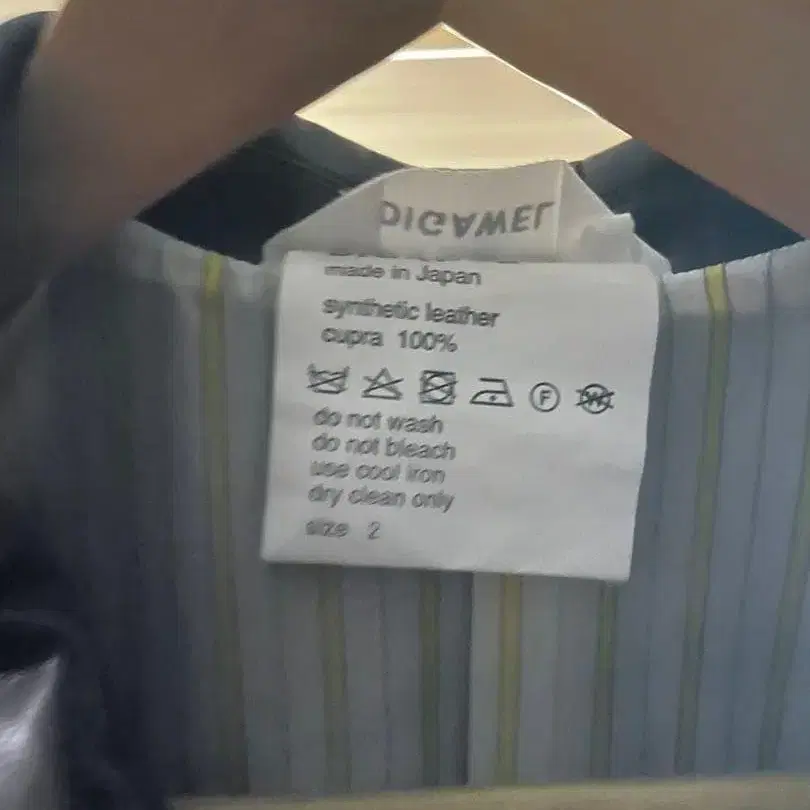 DIGAWEL
made in Japan
synthetic leather
cupra 100%
F
W
do not wash
do not bleach
use cool iron
dry clean only
size 2